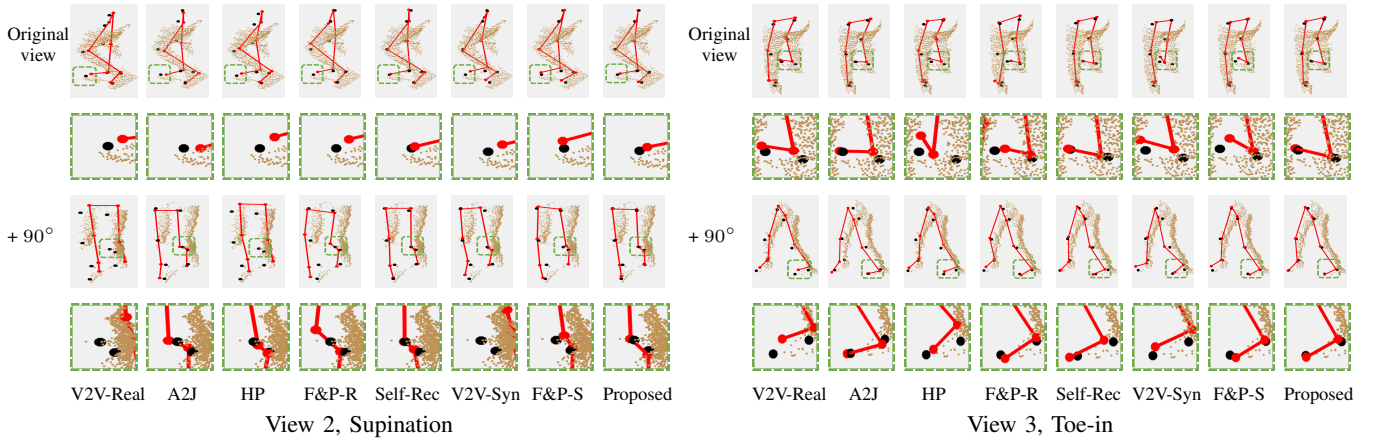 Original view
Original view
+ 90°
+ 90°
V2V-Real A2J HP F&P-R Self-Rec V2V-Syn F&P-S Proposed
V2V-Real A2J HP F&P-R Self-Rec V2V-Syn F&P-S Proposed
View 2, Supination
View 3, Toe-in